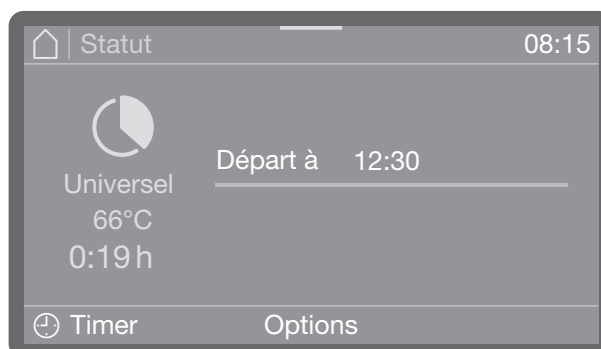 Statut 08:15
Départ à 12:30
Universel
66°C
0:19 h
Timer Options